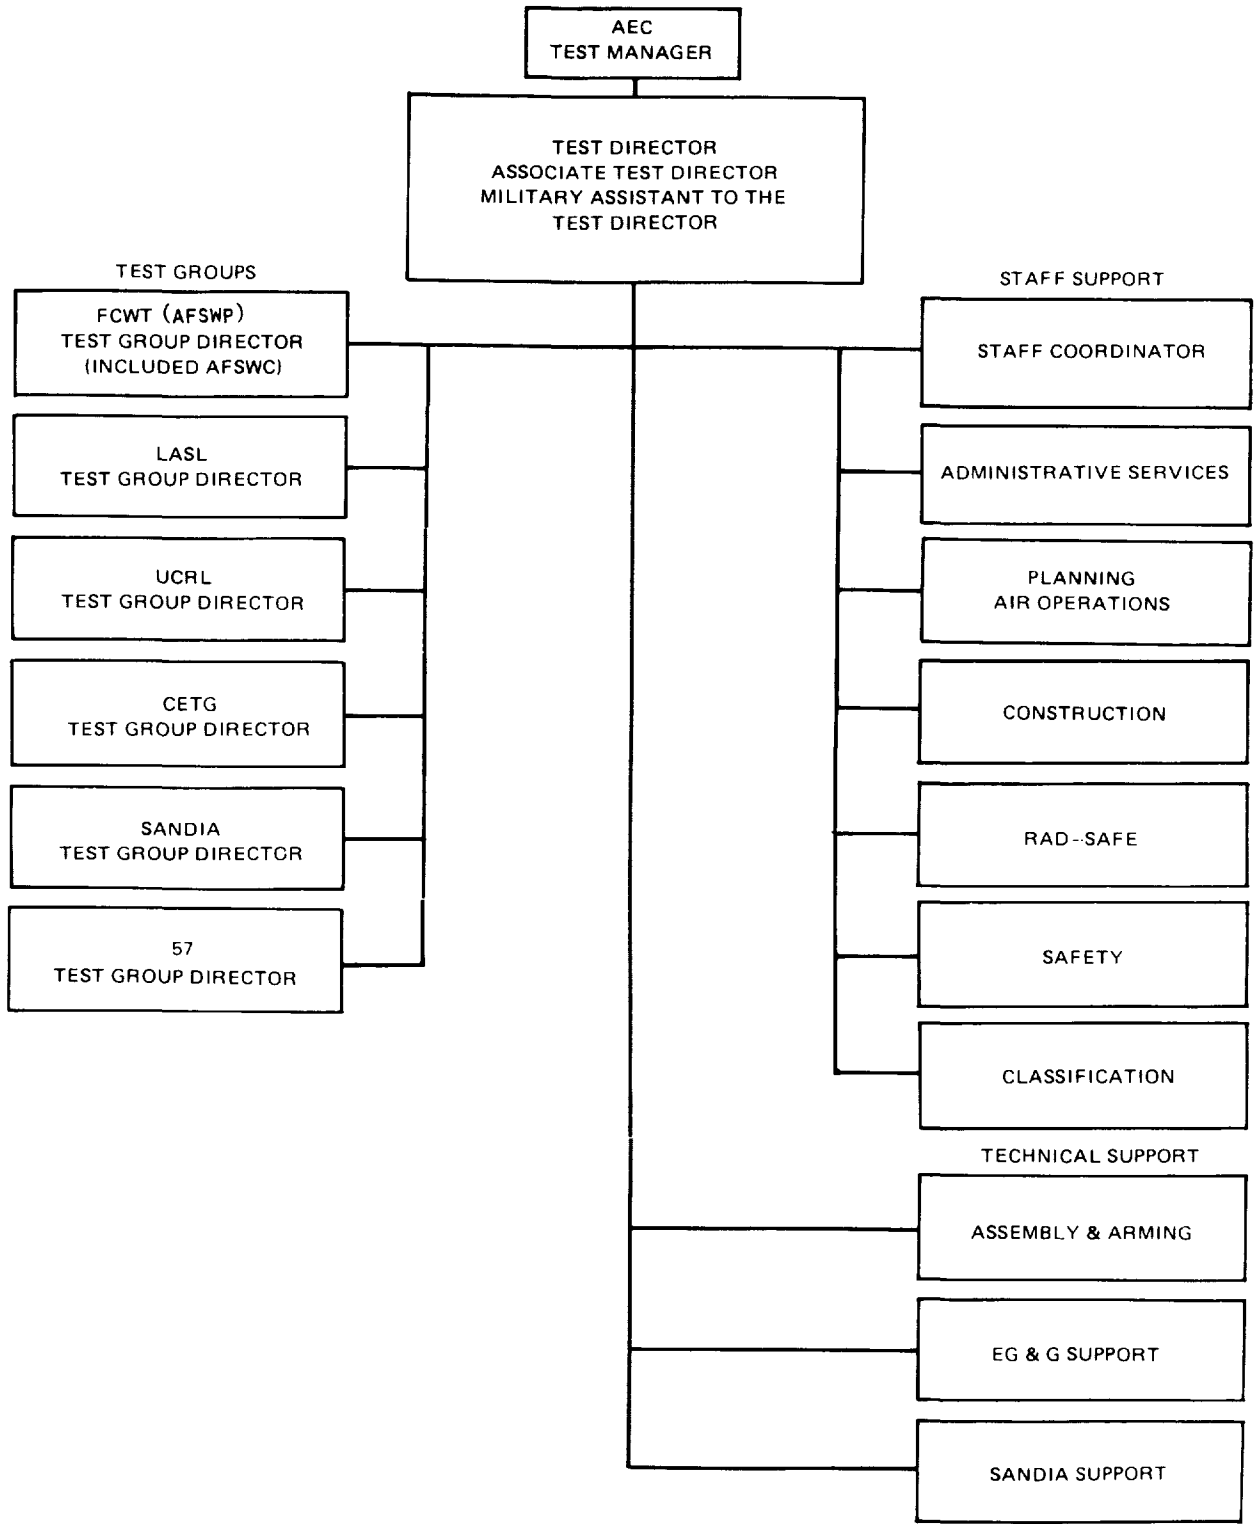 AEC
TEST MANAGER
TEST DIRECTOR
ASSOCIATE TEST DIRECTOR
MILITARY ASSISTANT TO THE
TEST DIRECTOR
TEST GROUPS
FCWT (AFSWP)
TEST GROUP DIRECTOR
(INCLUDED AFSWC)
LASL
TEST GROUP DIRECTOR
UCRL
TEST GROUP DIRECTOR
CETG
TEST GROUP DIRECTOR
SANDIA
TEST GROUP DIRECTOR
57
TEST GROUP DIRECTOR
STAFF SUPPORT
STAFF COORDINATOR
ADMINISTRATIVE SERVICES
PLANNING
AIR OPERATIONS
CONSTRUCTION
RAD--SAFE
SAFETY
CLASSIFICATION
TECHNICAL SUPPORT
ASSEMBLY & ARMING
EG & G SUPPORT
SANDIA SUPPORT